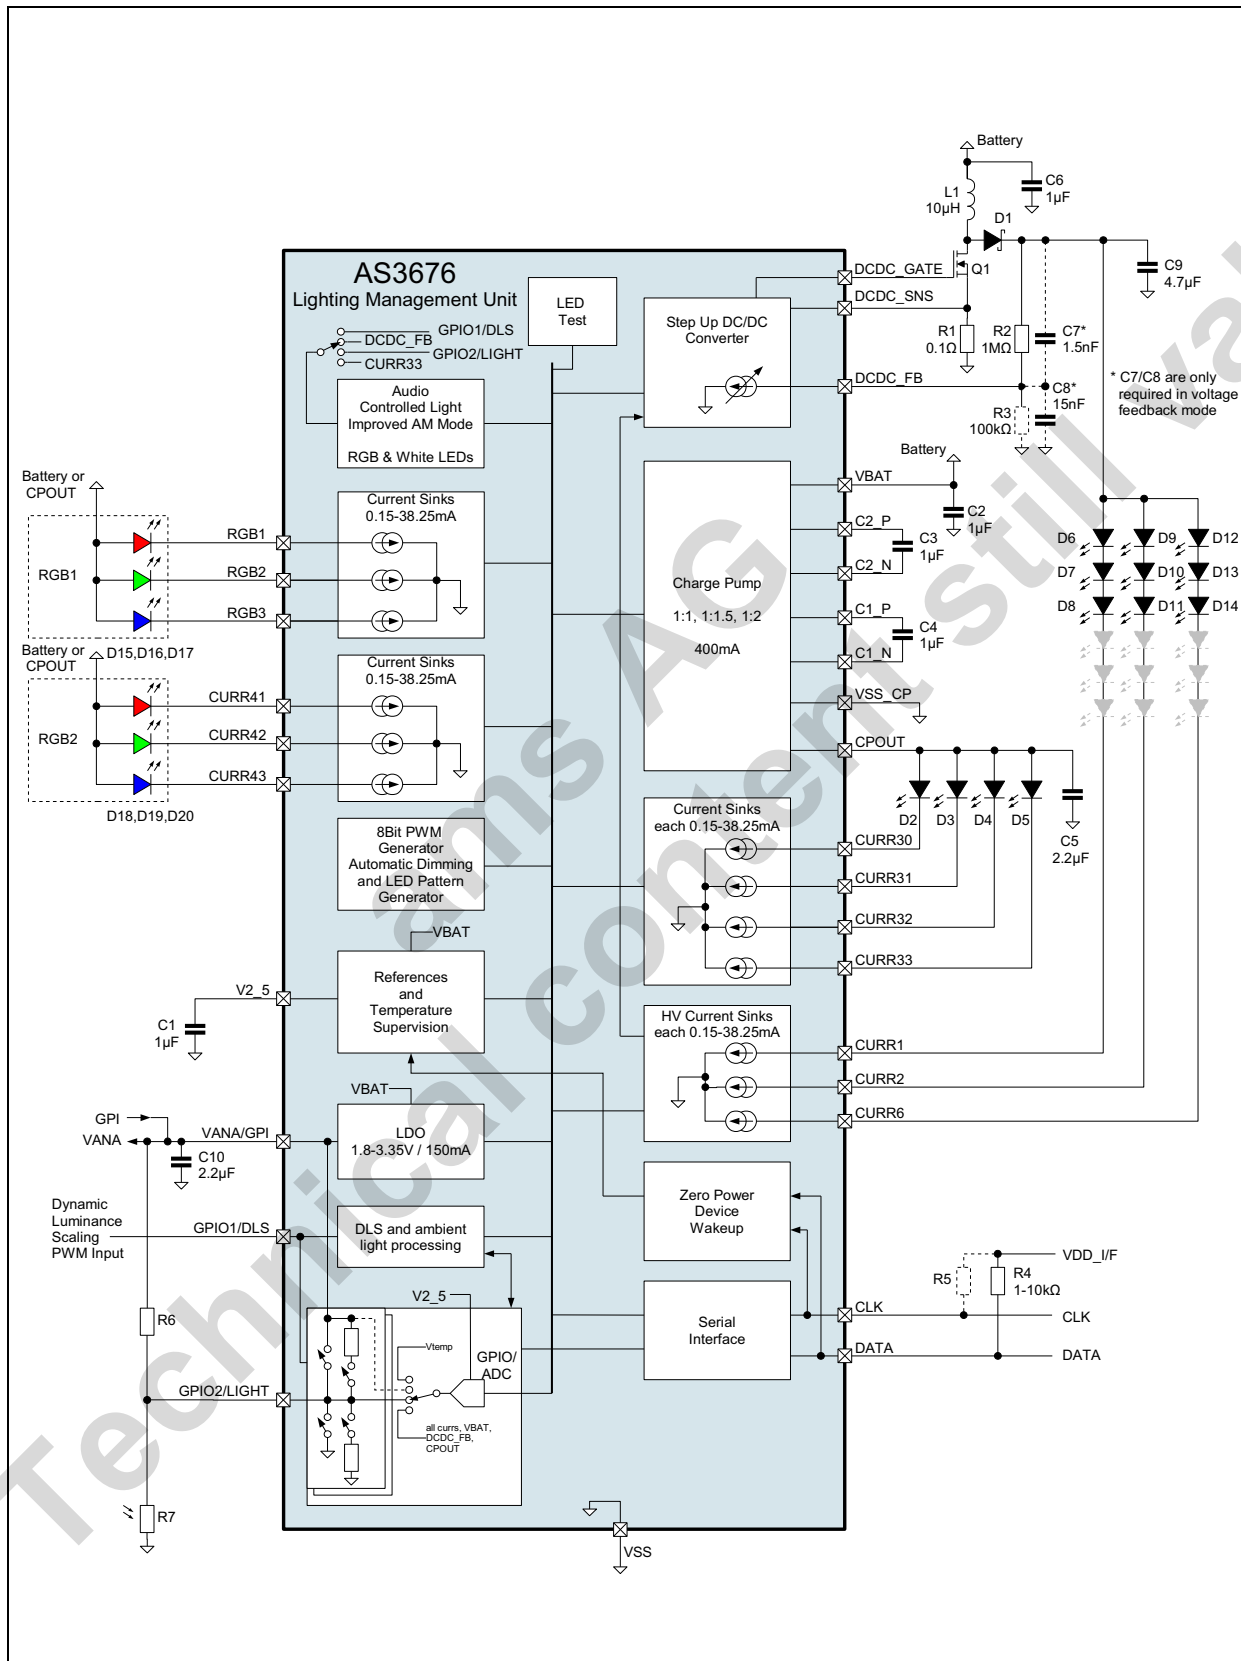 Battery
C6
1µF
L1
10µH
D1
AS3676
Lighting Management Unit
LED
Test
DCDC_GATE
Q1
C9
4.7µF
DCDC_SNS
Step Up DC/DC
Converter
GPIO1/DLS
DCDC_FB
GPIO2/LIGHT
CURR33
R1
0.1Ω
R2
1MΩ
C7*
1.5nF
DCDC_FB
C8*
15nF
* C7/C8 are only
required in voltage
feedback mode
R3
100kΩ
Audio
Controlled Light
Improved AM Mode
RGB & White LEDs
Battery
VBAT
C2
1µF
Battery or
CPOUT
Current Sinks
0.15-38.25mA
RGB1
RGB1
RGB2
RGB3
D15,D16,D17
C2_P
C3
1µF
C2_N
Charge Pump
1:1, 1:1.5, 1:2
400mA
C1_P
C4
1µF
C1_N
VSS_CP
CPOUT
D6
D9
D12
D7
D10
D13
D8
D11
D14
Battery or
CPOUT
Current Sinks
0.15-38.25mA
CURR41
RGB2
CURR42
CURR43
D18,D19,D20
D2
D3
D4
D5
C5
2.2µF
Current Sinks
each 0.15-38.25mA
CURR30
CURR31
CURR32
CURR33
8Bit PWM
Generator
Automatic Dimming
and LED Pattern
Generator
VBAT
V2_5
References
and
Temperature
Supervision
C1
1µF
HV Current Sinks
each 0.15-38.25mA
CURR1
CURR2
CURR6
VBAT
GPI
VANA
VANA/GPI
LDO
1.8-3.35V / 150mA
C10
2.2µF
Zero Power
Device
Wakeup
Dynamic
Luminance
Scaling
PWM Input
GPIO1/DLS
DLS and ambient
light processing
VDD_I/F
R5
R4
1-10kΩ
V2_5
CLK
CLK
Serial
Interface
DATA
DATA
R6
Vtemp
GPIO/
ADC
GPIO2/LIGHT
all currs, VBAT,
DCDC_FB,
CPOUT
R7
VSS
ams AG
Technical content still va